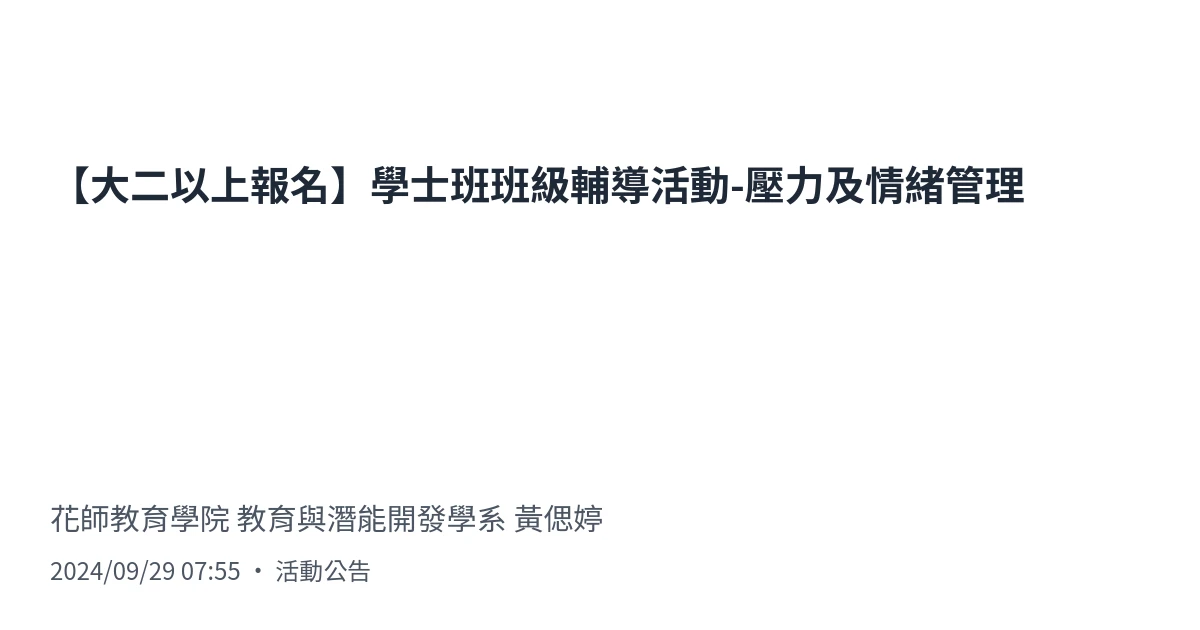 【大二以上報名】學士班班級輔導活動-壓力及情緒管理
花師教育學院 教育與潛能開發學系 黃偲婷
2024/09/29 07:55 • 活動公告